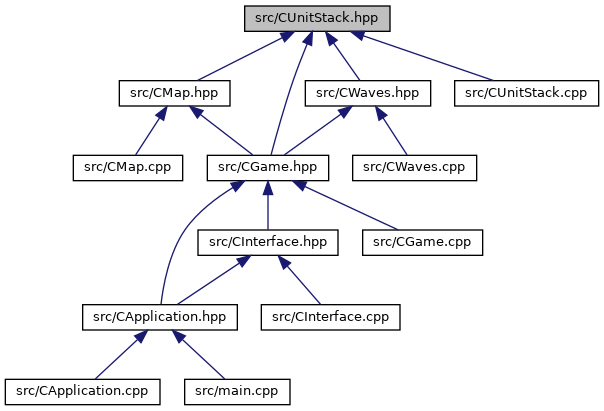 src/CUnitStack.hpp
src/CMap.hpp
src/CWaves.hpp
src/CUnitStack.cpp
src/CMap.cpp
src/CGame.hpp
src/CWaves.cpp
src/CInterface.hpp
src/CGame.cpp
src/CApplication.hpp
src/CInterface.cpp
src/CApplication.cpp
src/main.cpp